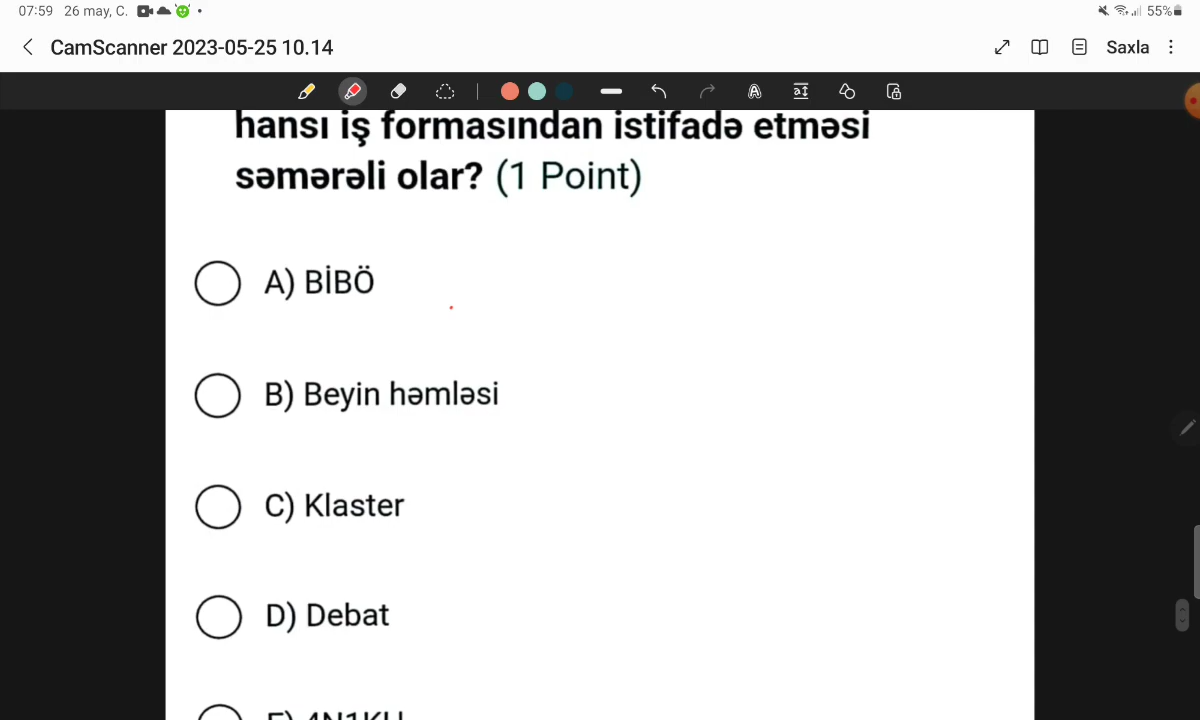 07:59 26 may, C.
55%
CamScanner 2023-05-25 10.14
Saxla
hansı iş formasından istifadə etməsi
səmərəli olar? (1 Point)
A) BİBÖ
B) Beyin həmləsi
C) Klaster
D) Debat